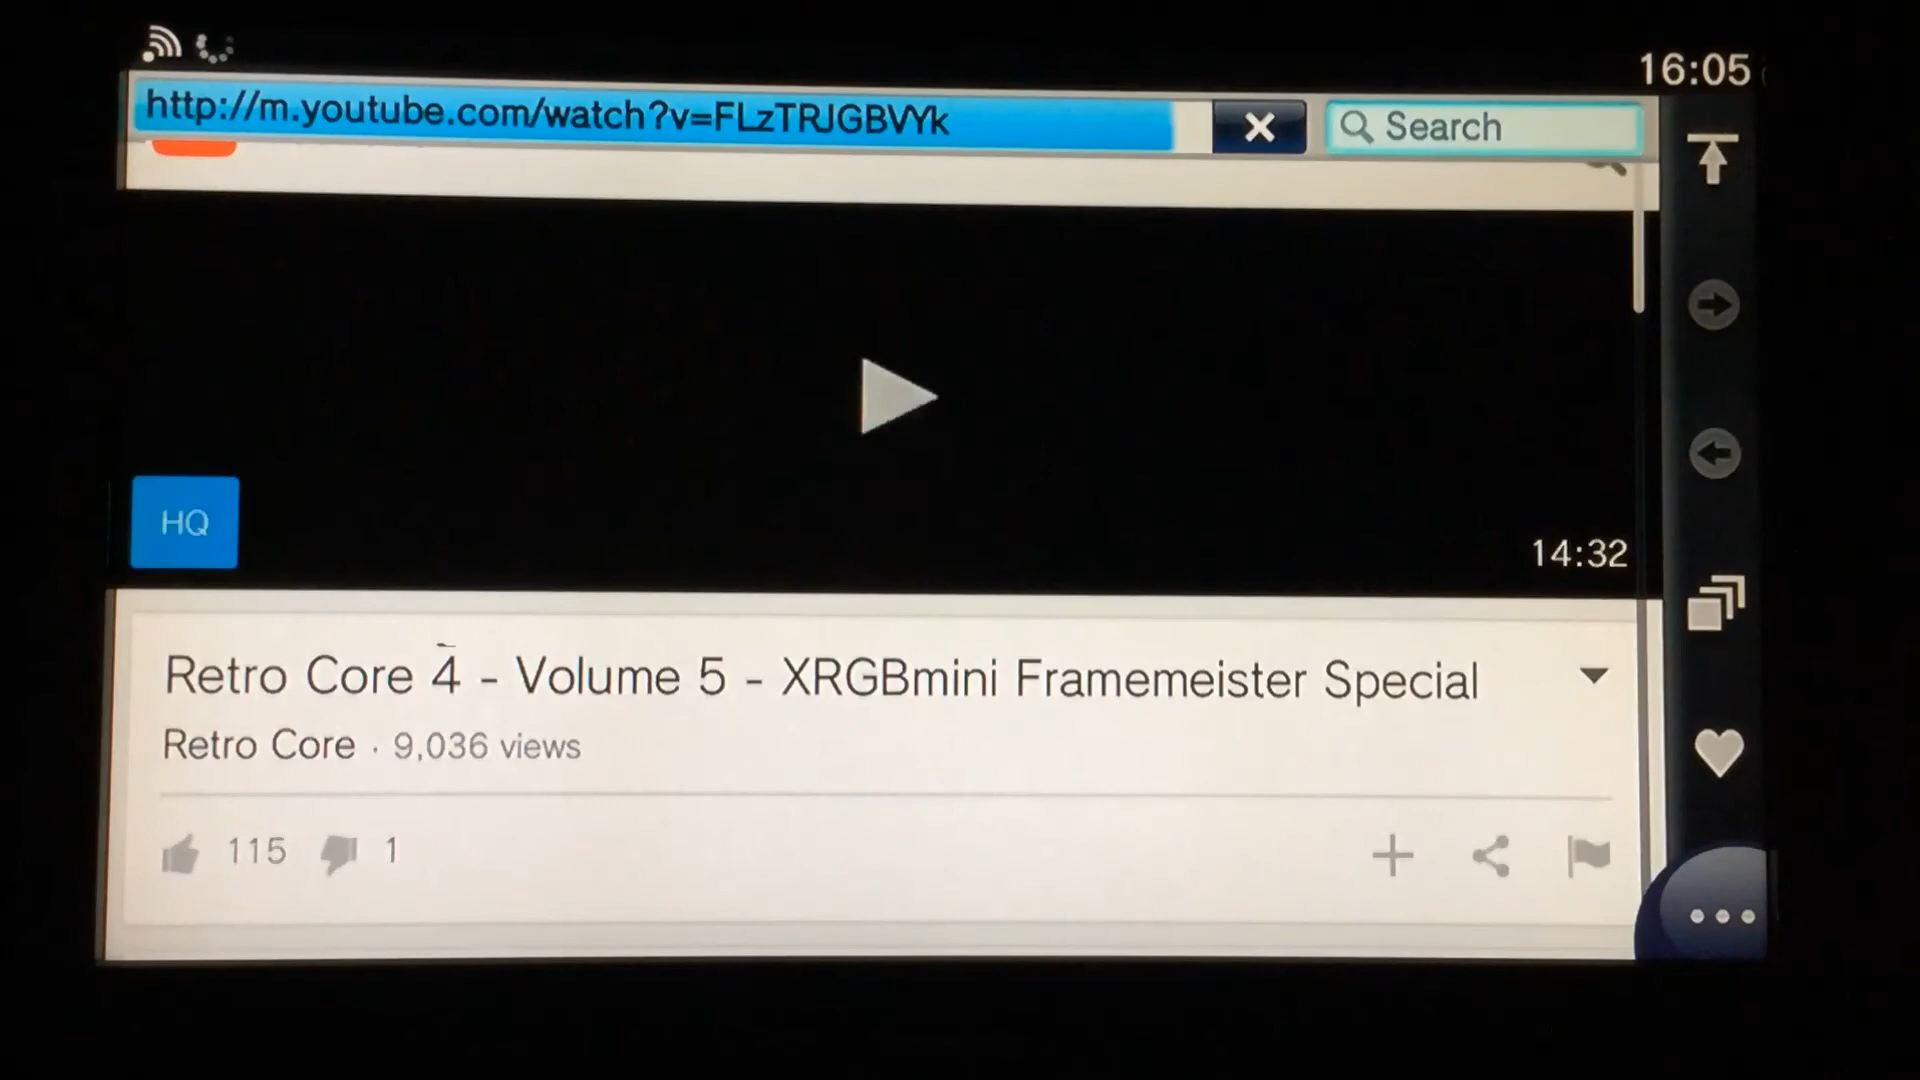 16:05
http://m.youtube.com/watch?v=FLzTRJGBVYk
Search
HQ
14:32
Retro Core 4 - Volume 5 - XRGBmini Framemeister Special
Retro Core · 9,036 views
115 1